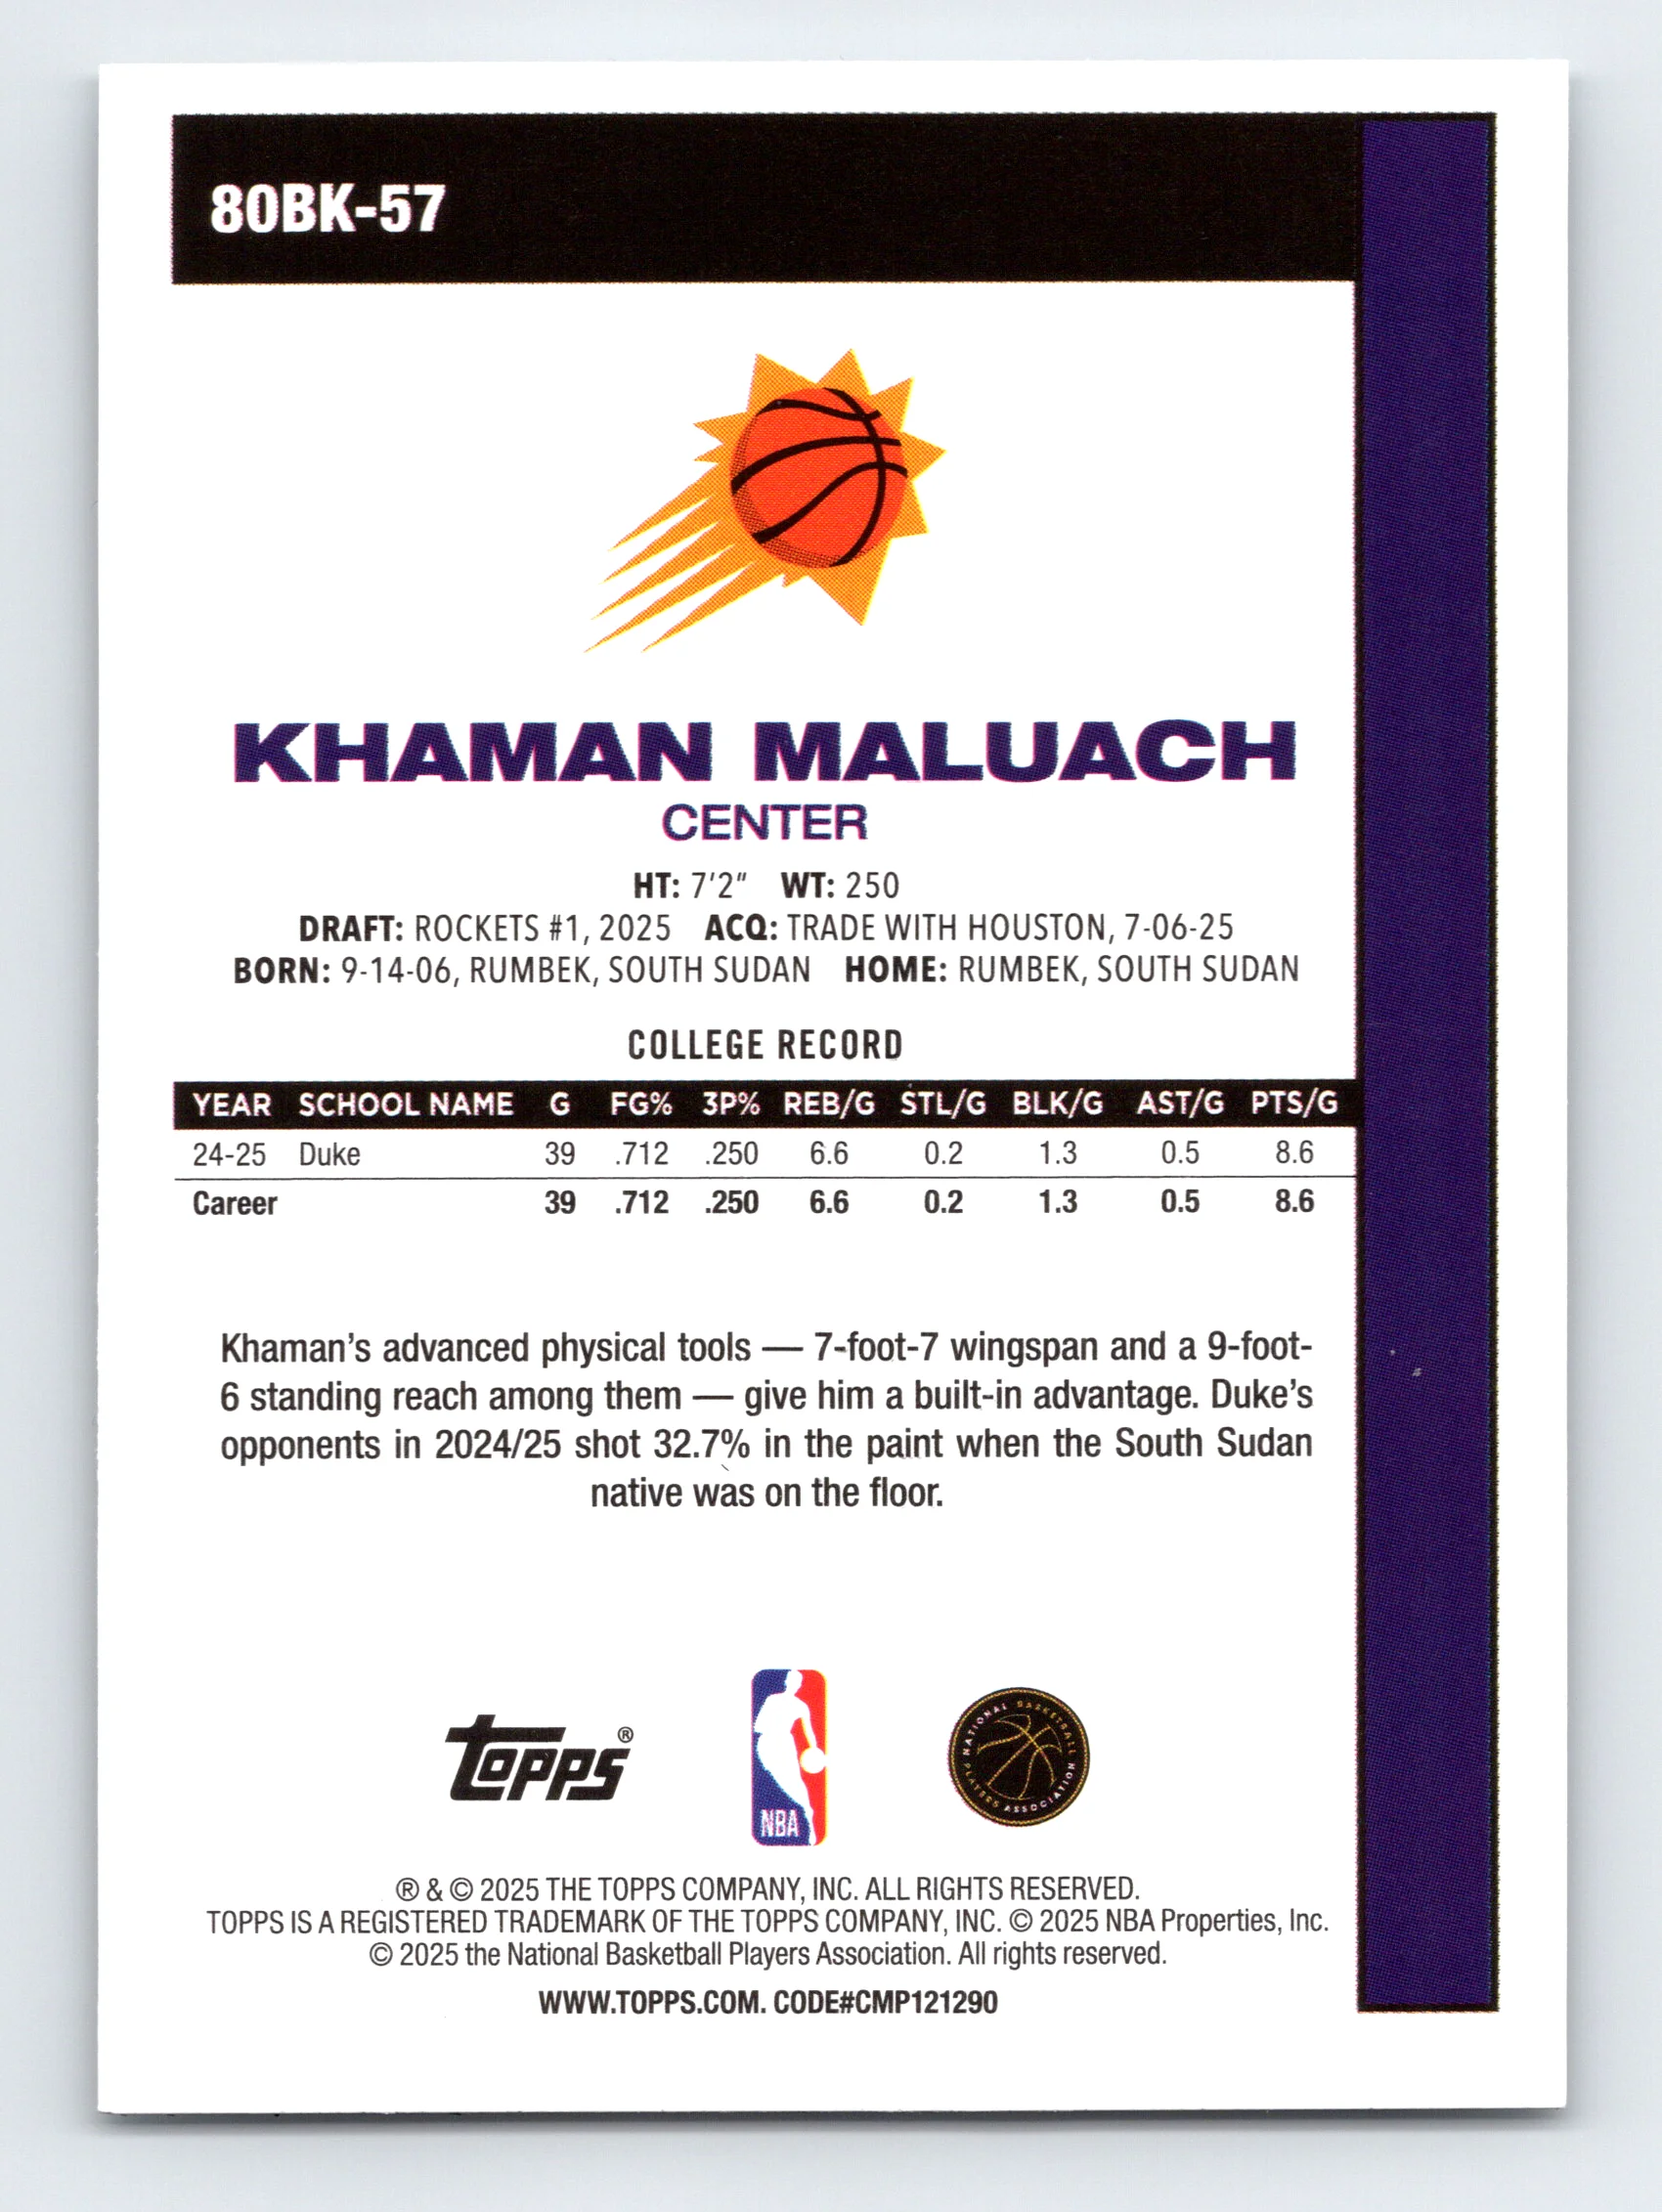 80BK-57
KHAMAN MALUACH
CENTER
HT: 7'2" WT: 250
DRAFT: ROCKETS #1, 2025 ACQ: TRADE WITH HOUSTON, 7-06-25
BORN: 9-14-06, RUMBEK, SOUTH SUDAN HOME: RUMBEK, SOUTH SUDAN
COLLEGE RECORD
YEAR SCHOOL NAME G FG% 3P% REB/G STL/G BLK/G AST/G PTS/G
24-25 Duke 39 .712 .250 6.6 0.2 1.3 0.5 8.6
Career 39 .712 .250 6.6 0.2 1.3 0.5 8.6
Khaman's advanced physical tools — 7-foot-7 wingspan and a 9-foot-
6 standing reach among them — give him a built-in advantage. Duke's
opponents in 2024/25 shot 32.7% in the paint when the South Sudan
native was on the floor.
Topps®
NBA
NATIONAL BASKETBALL PLAYERS ASSOCIATION
® & © 2025 THE TOPPS COMPANY, INC. ALL RIGHTS RESERVED.
TOPPS IS A REGISTERED TRADEMARK OF THE TOPPS COMPANY, INC. © 2025 NBA Properties, Inc.
© 2025 the National Basketball Players Association. All rights reserved.
WWW.TOPPS.COM. CODE#CMP121290